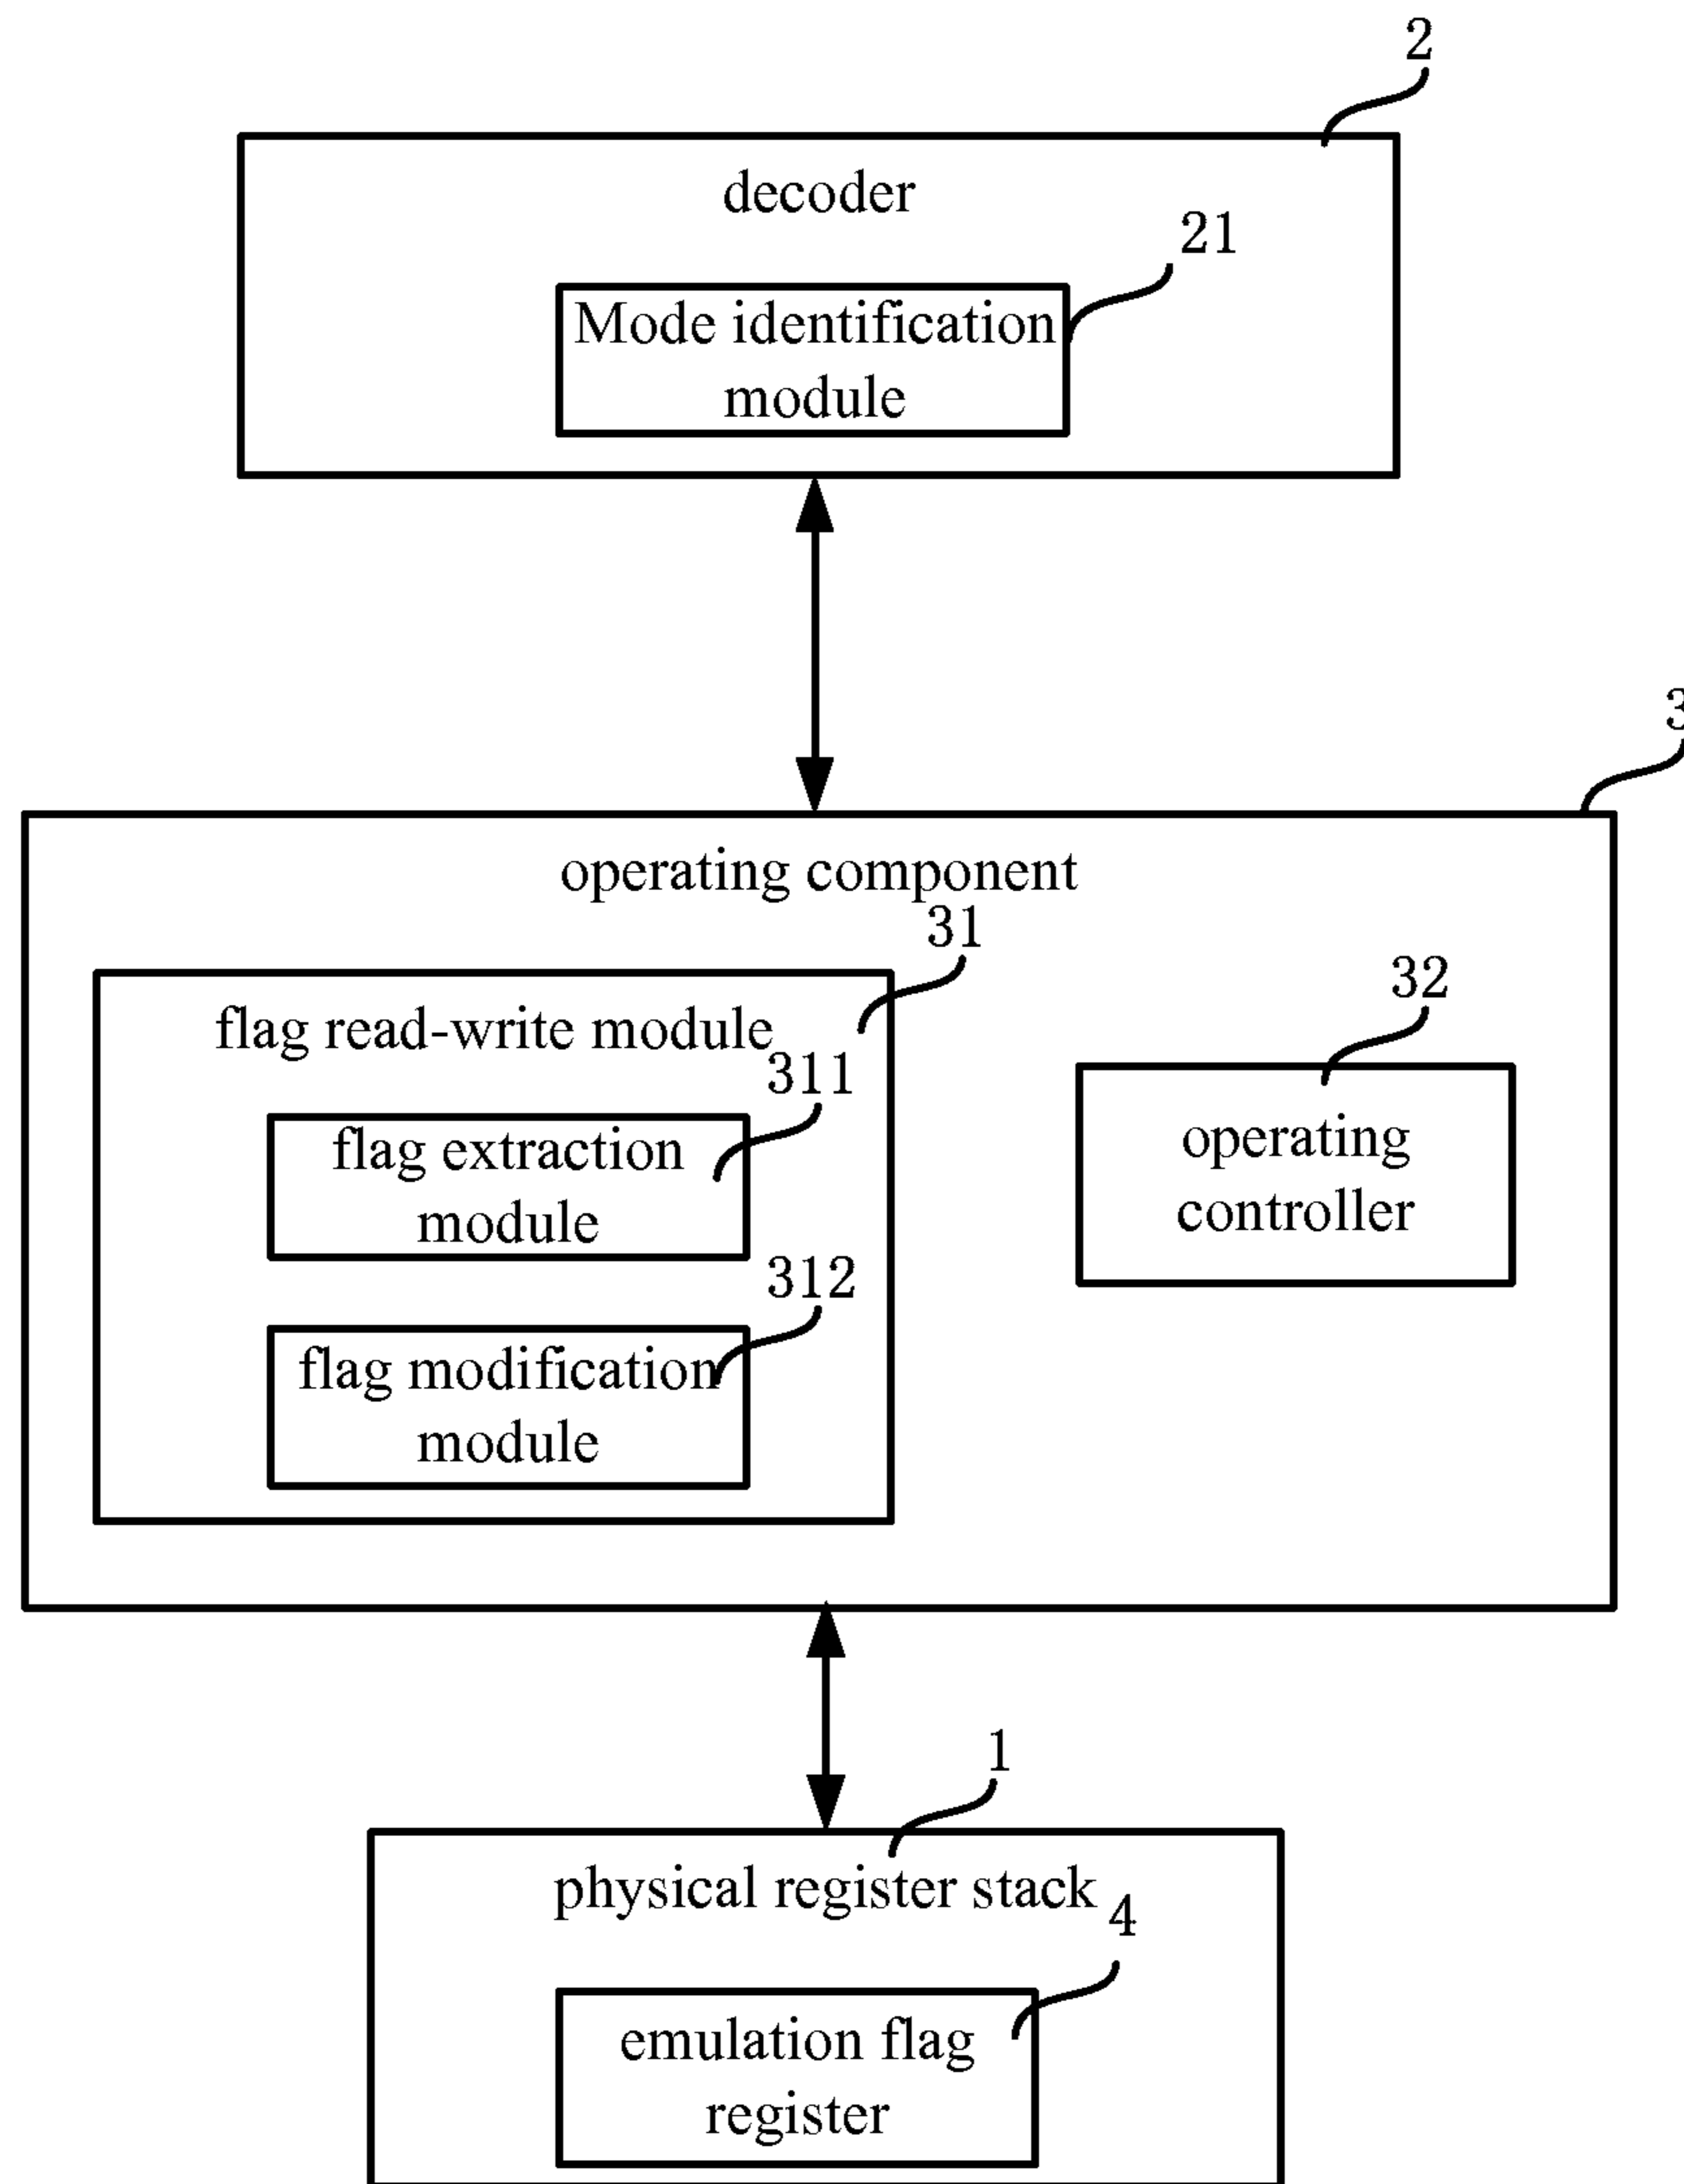 2
decoder
21
Mode identification
module
3
operating component
31
flag read-write module
32
311
flag extraction
module
operating
controller
312
flag modification
module
1
physical register stack
4
emulation flag
register